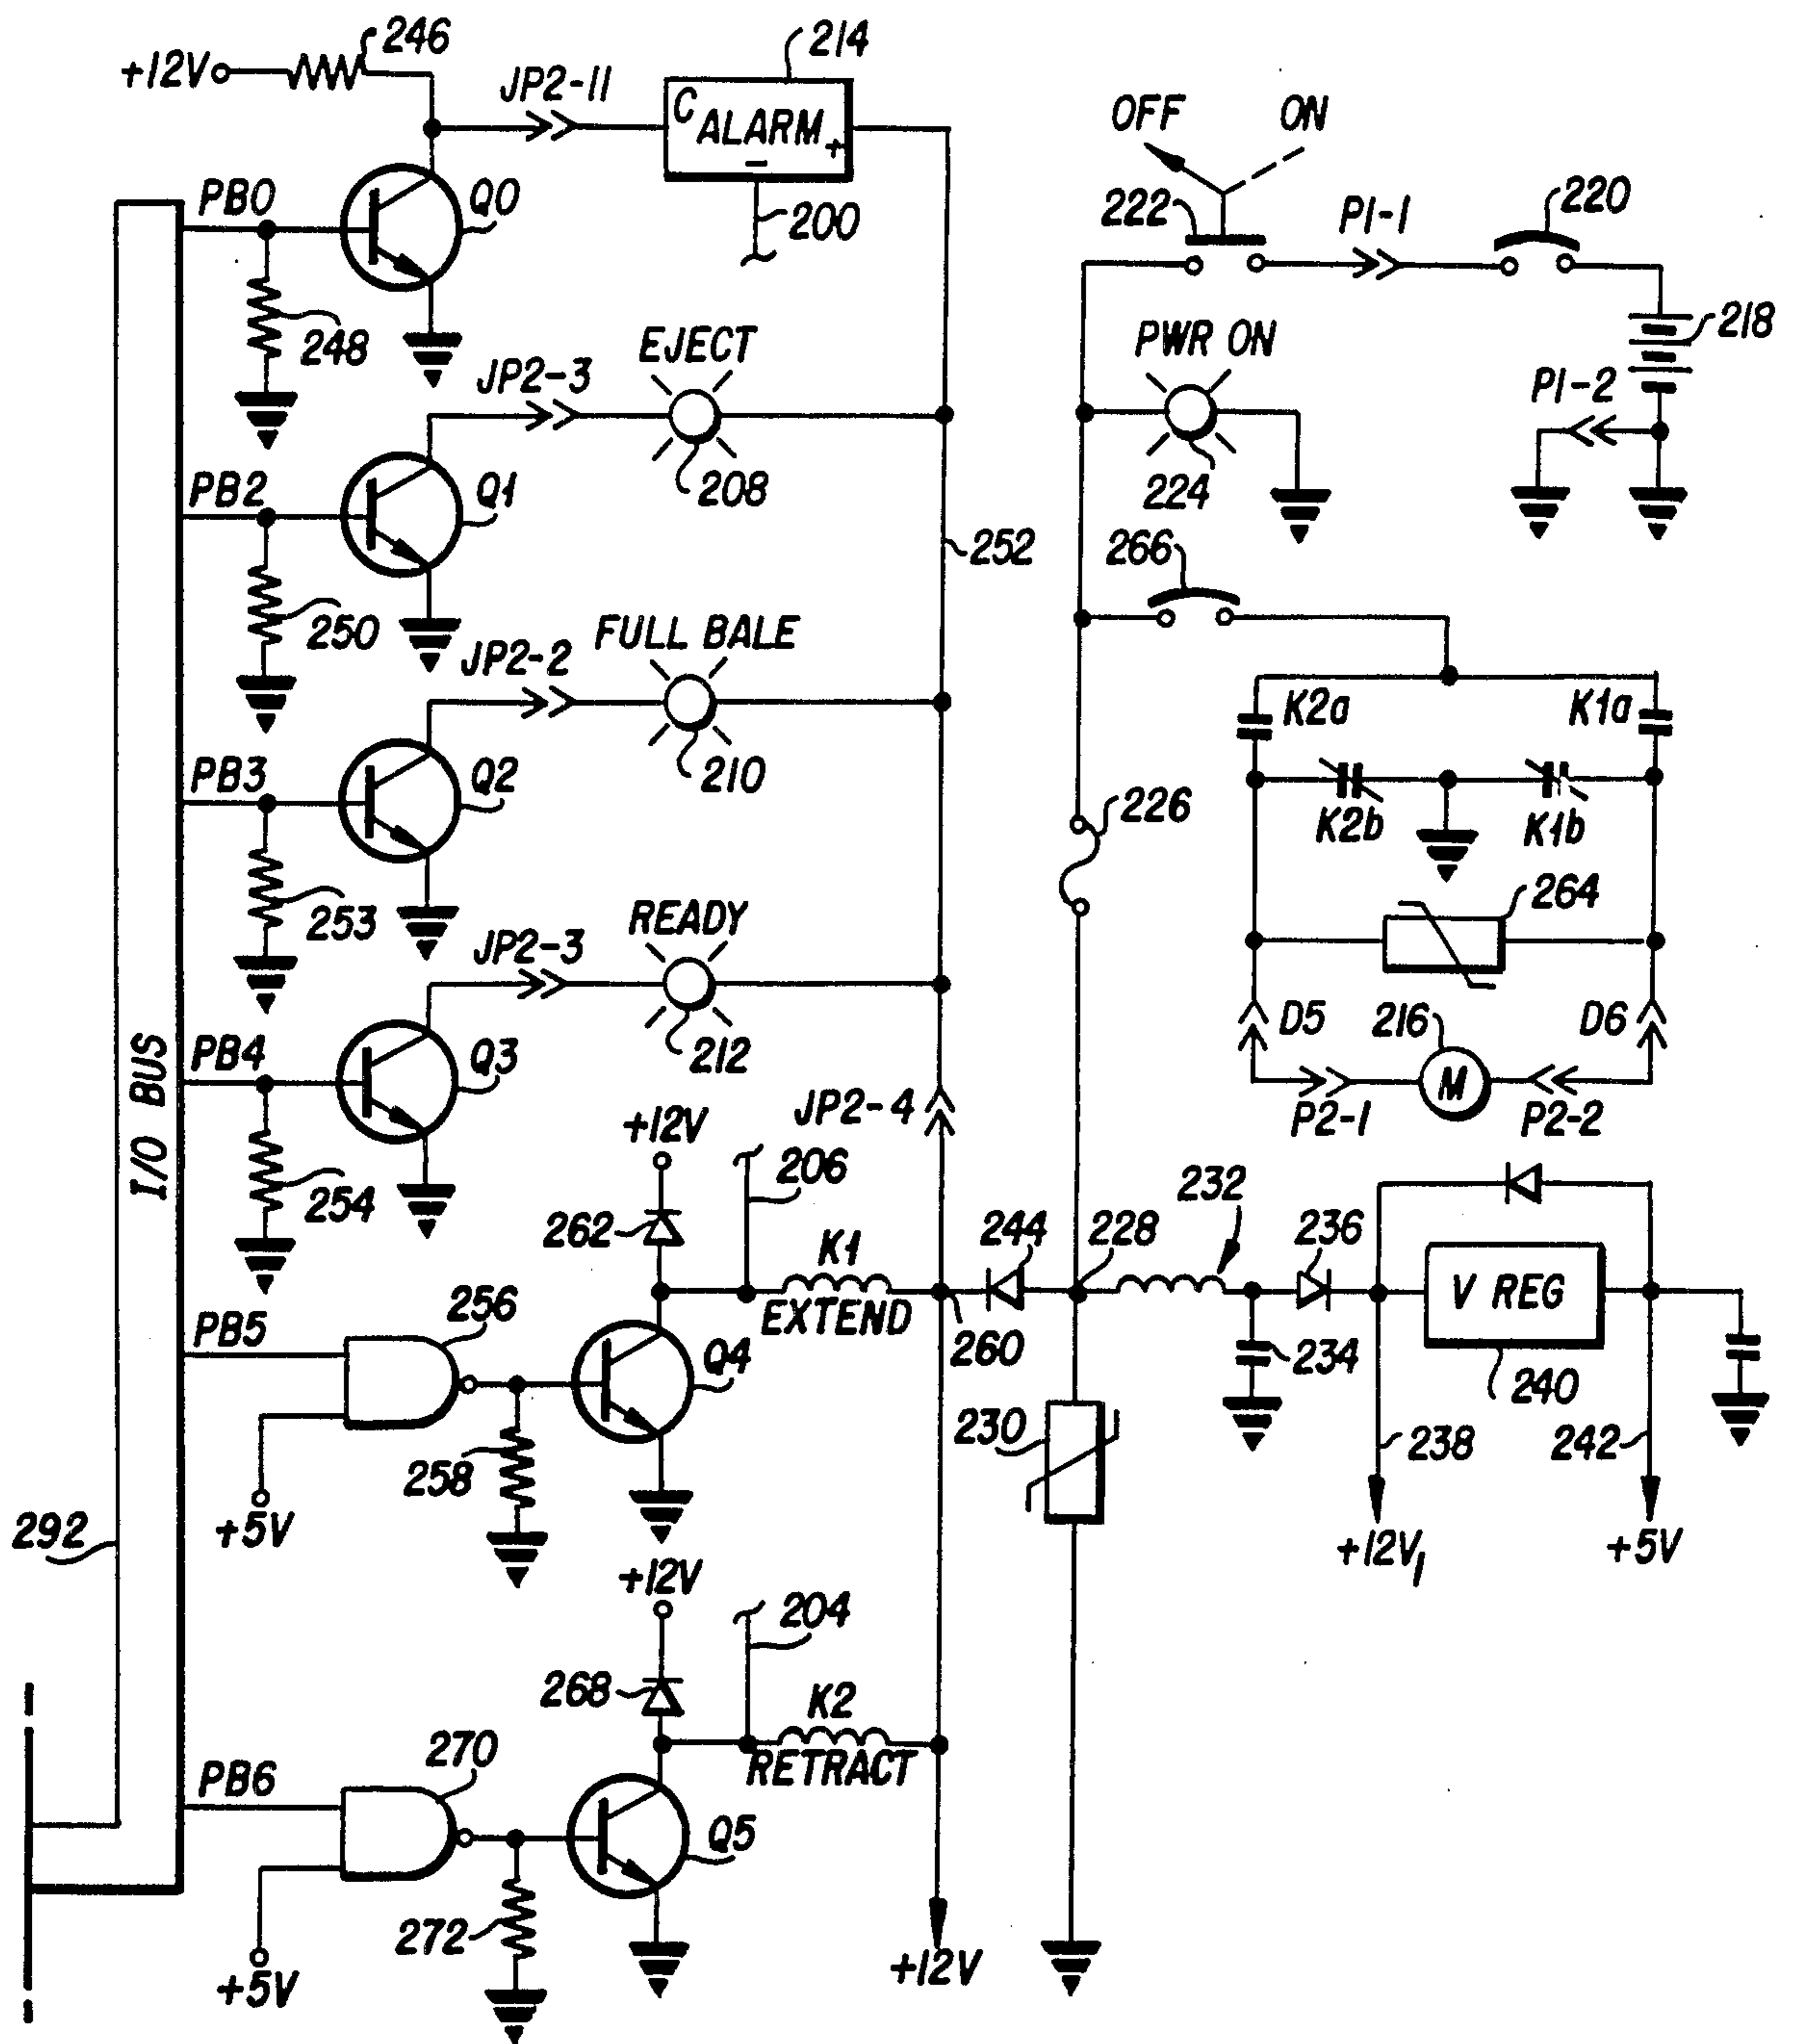 246
+12V
JP2-11
214
C ALARM +
-
200
PB0
Q0
248
OFF
ON
222
P1-1
220
218
P1-2
PWR ON
224
EJECT
JP2-3
208
PB2
Q1
250
252
266
FULL BALE
JP2-2
210
PB3
Q2
253
226
K2a
K1a
K2b
K1b
264
READY
JP2-3
212
PB4
Q3
254
I/O BUS
D5
216
D6
M
P2-1
P2-2
JP2-4
+12V
206
262
K1
EXTEND
244
228
232
236
V REG
240
234
260
PB5
256
Q4
258
+5V
230
238
242
+12V1
+5V
292
+12V
204
268
K2
RETRACT
PB6
270
Q5
272
+5V
+12V